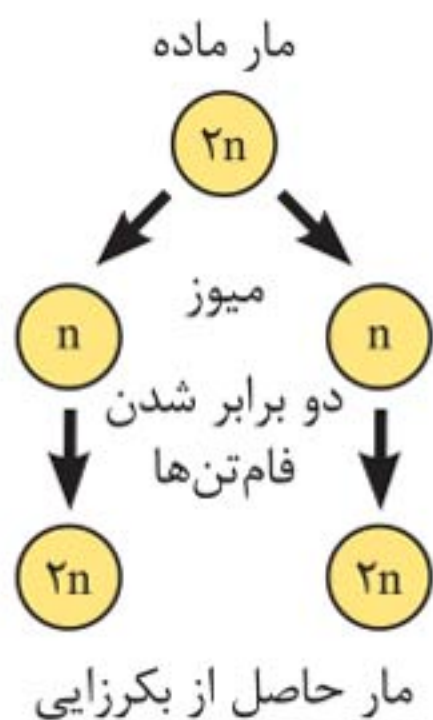 مار ماده
۲n
میوز
n
n
دو برابر شدن
فام‌تن‌ها
۲n
۲n
مار حاصل از بکرزایی